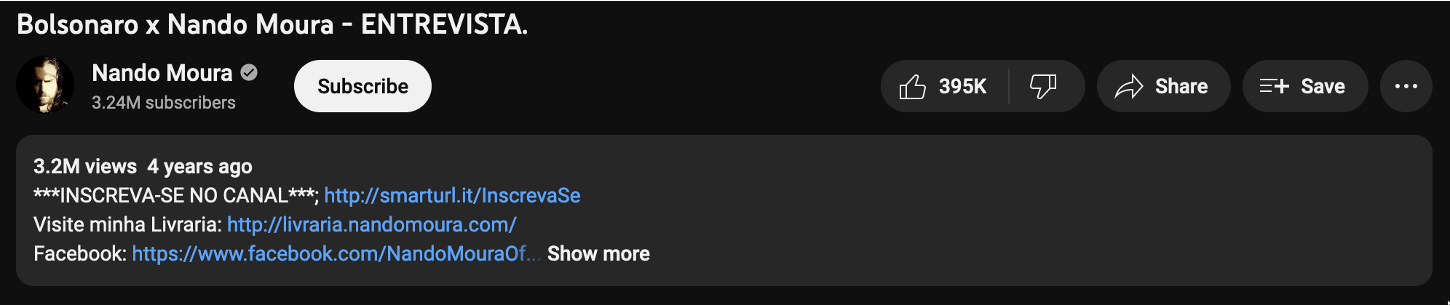 Bolsonaro x Nando Moura - ENTREVISTA.
Nando Moura
3.24M subscribers
Subscribe
395K
Share
Save
3.2M views 4 years ago
***INSCREVA-SE NO CANAL***; http://smarturl.it/InscrevaSe
Visite minha Livraria: http://livraria.nandomoura.com/
Facebook: https://www.facebook.com/NandoMouraOf... Show more